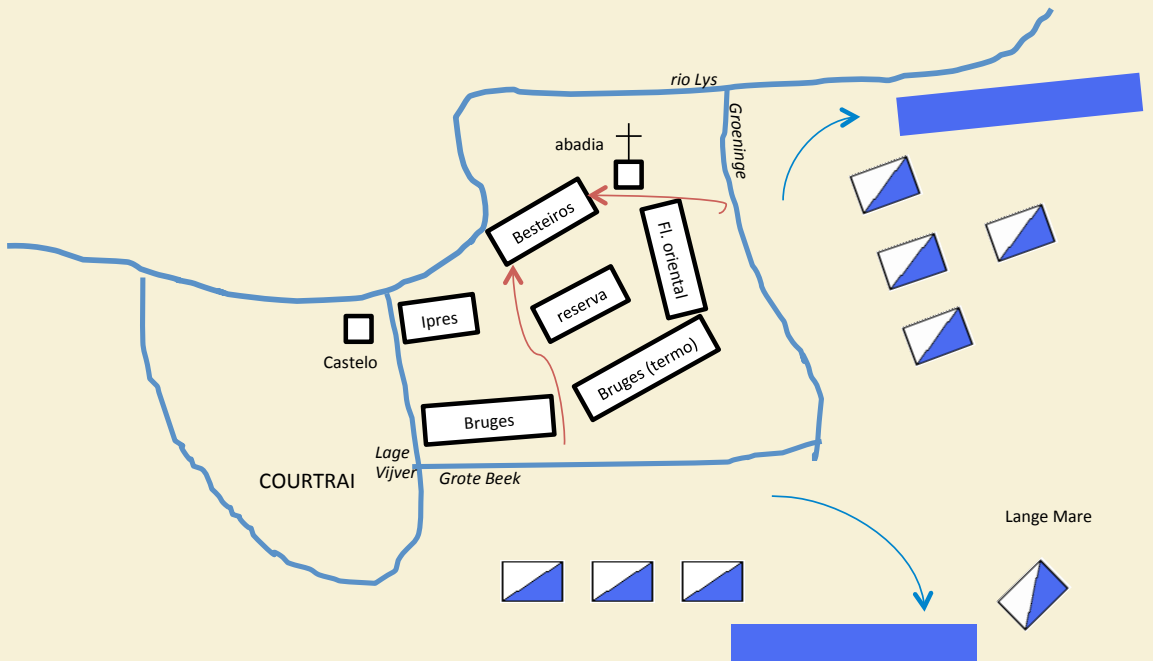 rio Lys
Groeninge
abadia
Besteiros
Fl. oriental
reserva
Ipres
Castelo
Bruges (termo)
Bruges
Lage
Vijver
Grote Beek
COURTRAI
Lange Mare